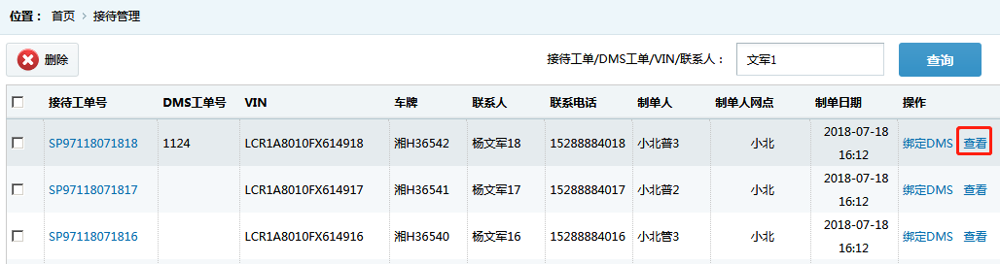 位置： 首页 › 接待管理
删除 接待工单/DMS工单/VIN/联系人： 文军1 查询
接待工单号 DMS工单号 VIN 车牌 联系人 联系电话 制单人 制单人网点 制单日期 操作
SP97118071818 1124 LCR1A8010FX614918 湘H36542 杨文军18 15288884018 小北普3 小北 2018-07-18 16:12 绑定DMS 查看
SP97118071817 LCR1A8010FX614917 湘H36541 杨文军17 15288884017 小北普2 小北 2018-07-18 16:12 绑定DMS 查看
SP97118071816 LCR1A8010FX614916 湘H36540 杨文军16 15288884016 小北管3 小北 2018-07-18 16:12 绑定DMS 查看